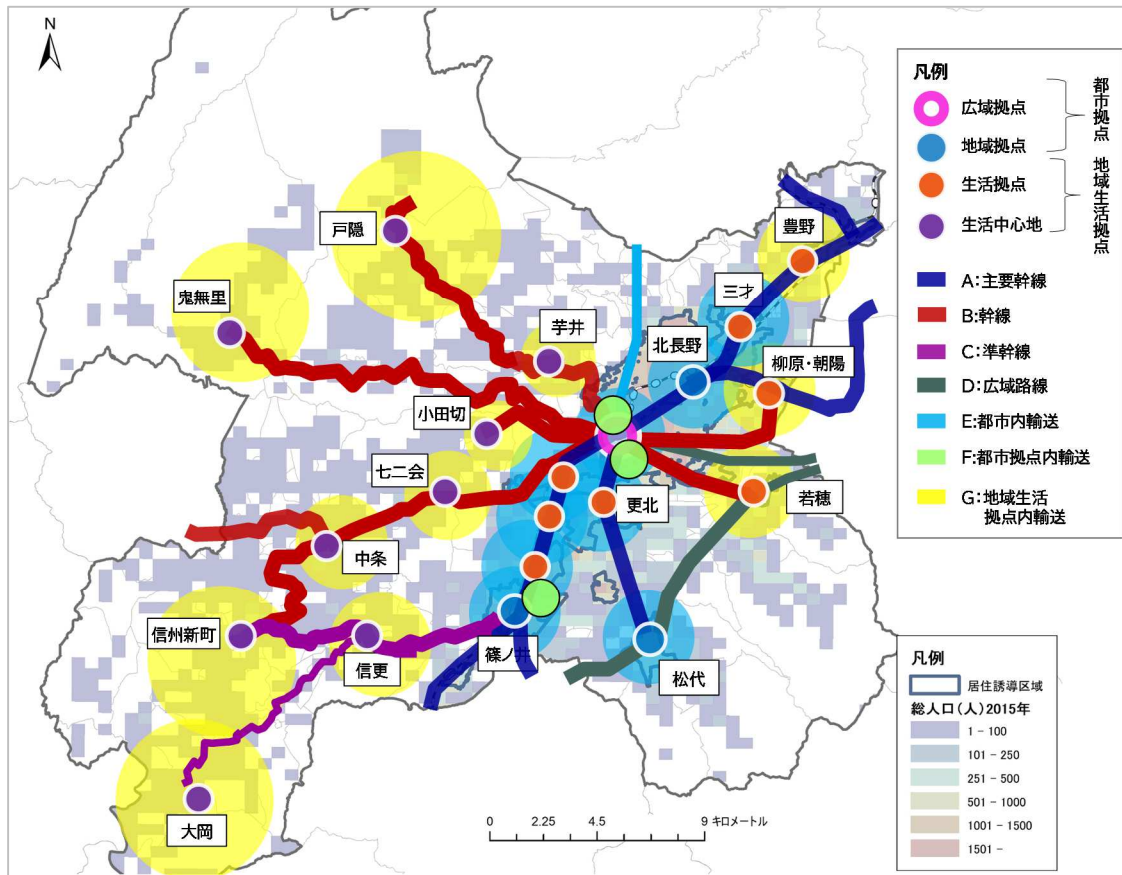 N
凡例
広域拠点
地域拠点
都市拠点
生活拠点
生活中心地
地域生活拠点
A:主要幹線
B:幹線
C:準幹線
D:広域路線
E:都市内輸送
F:都市拠点内輸送
G:地域生活
拠点内輸送
戸隠
豊野
鬼無里
三才
芋井
北長野
柳原・朝陽
小田切
七二会
更北
若穂
中条
信州新町
信更
篠ノ井
松代
大岡
0 2.25 4.5 9 キロメートル
凡例
居住誘導区域
総人口(人)2015年
1 - 100
101 - 250
251 - 500
501 - 1000
1001 - 1500
1501 -